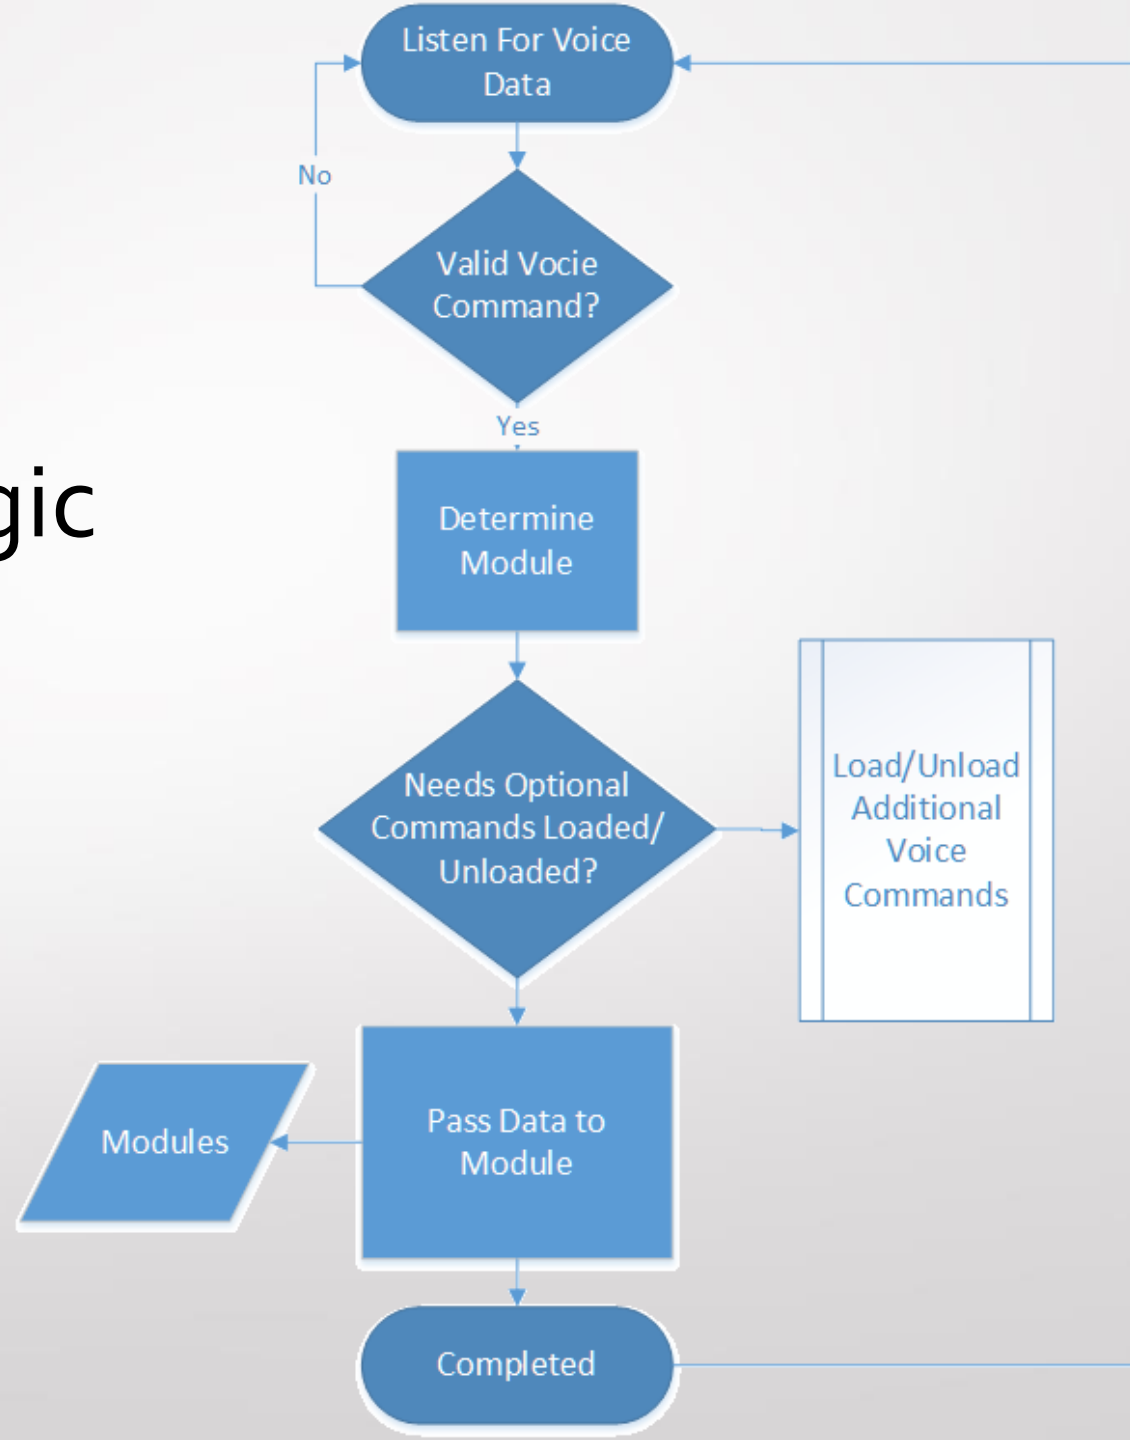 Listen For Voice
Data
No
Valid Vocie
Command?
Yes
gic
Determine
Module
Needs Optional
Commands Loaded/
Unloaded?
Load/Unload
Additional
Voice
Commands
Pass Data to
Module
Modules
Completed